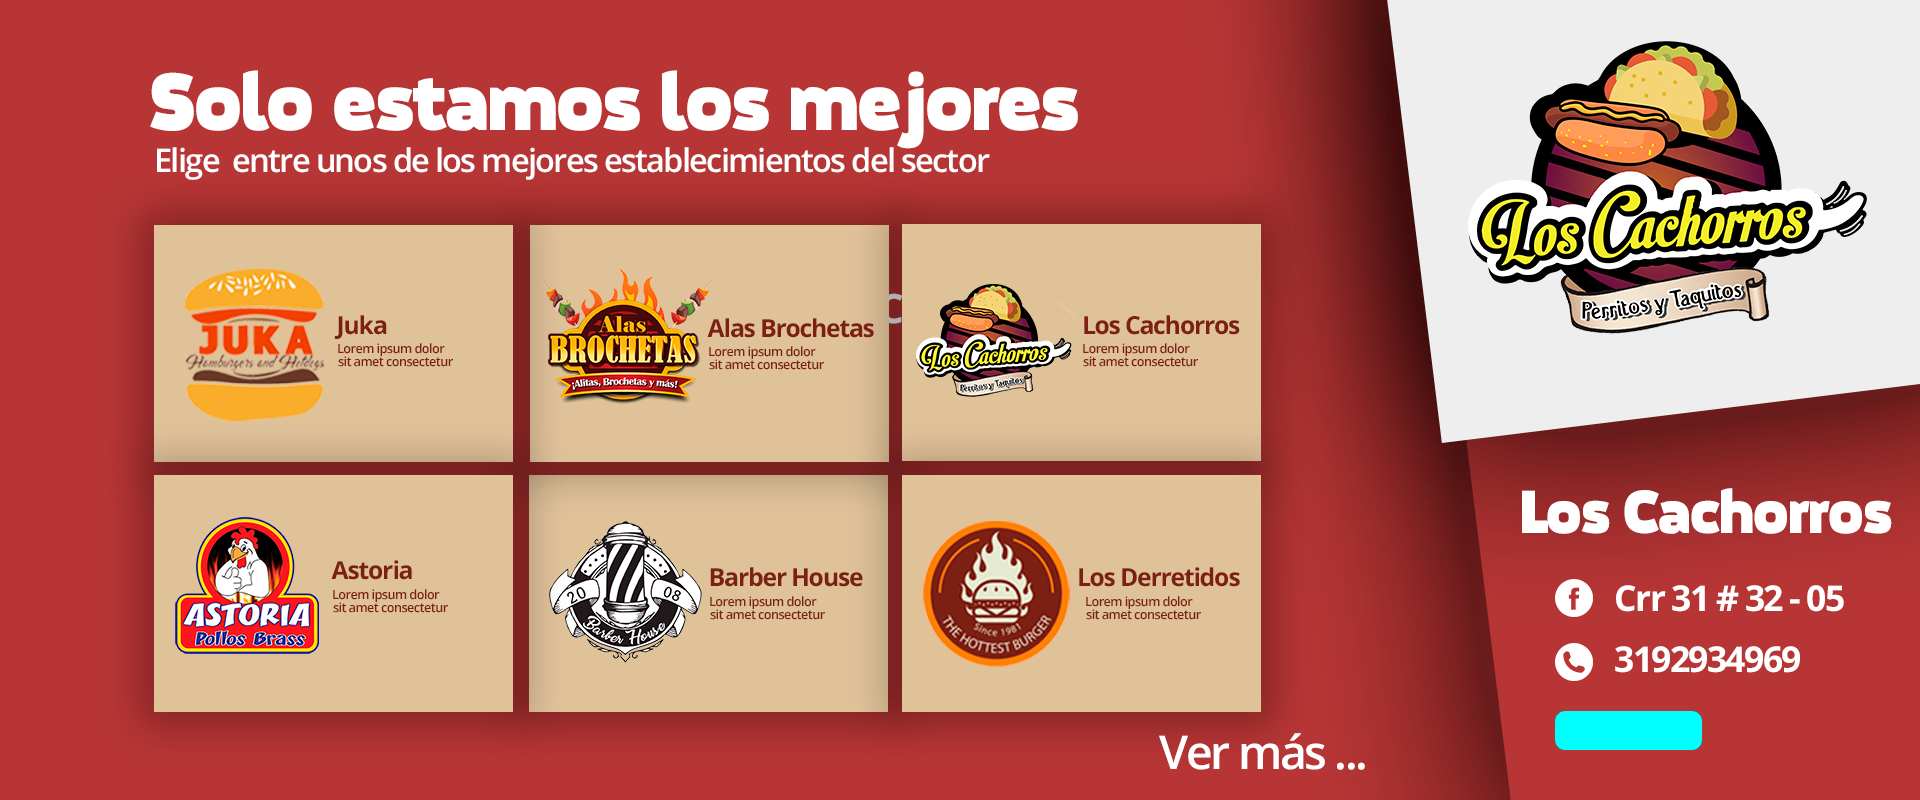 Solo estamos los mejores
Elige entre unos de los mejores establecimientos del sector
JUKA
Hamburgers and Hotdogs
Juka
Lorem ipsum dolor
sit amet consectetur
Alas
BROCHETAS
¡Alitas, Brochetas y más!
Alas Brochetas
Lorem ipsum dolor
sit amet consectetur
Los Cachorros
Perritos y Taquitos
Los Cachorros
Lorem ipsum dolor
sit amet consectetur
ASTORIA
Pollos Brass
Astoria
Lorem ipsum dolor
sit amet consectetur
20 08
Barber House
Barber House
Lorem ipsum dolor
sit amet consectetur
Since 1981
THE HOTTEST BURGER
Los Derretidos
Lorem ipsum dolor
sit amet consectetur
Ver más ...
Los Cachorros
Perritos y Taquitos
Los Cachorros
Crr 31 # 32 - 05
3192934969